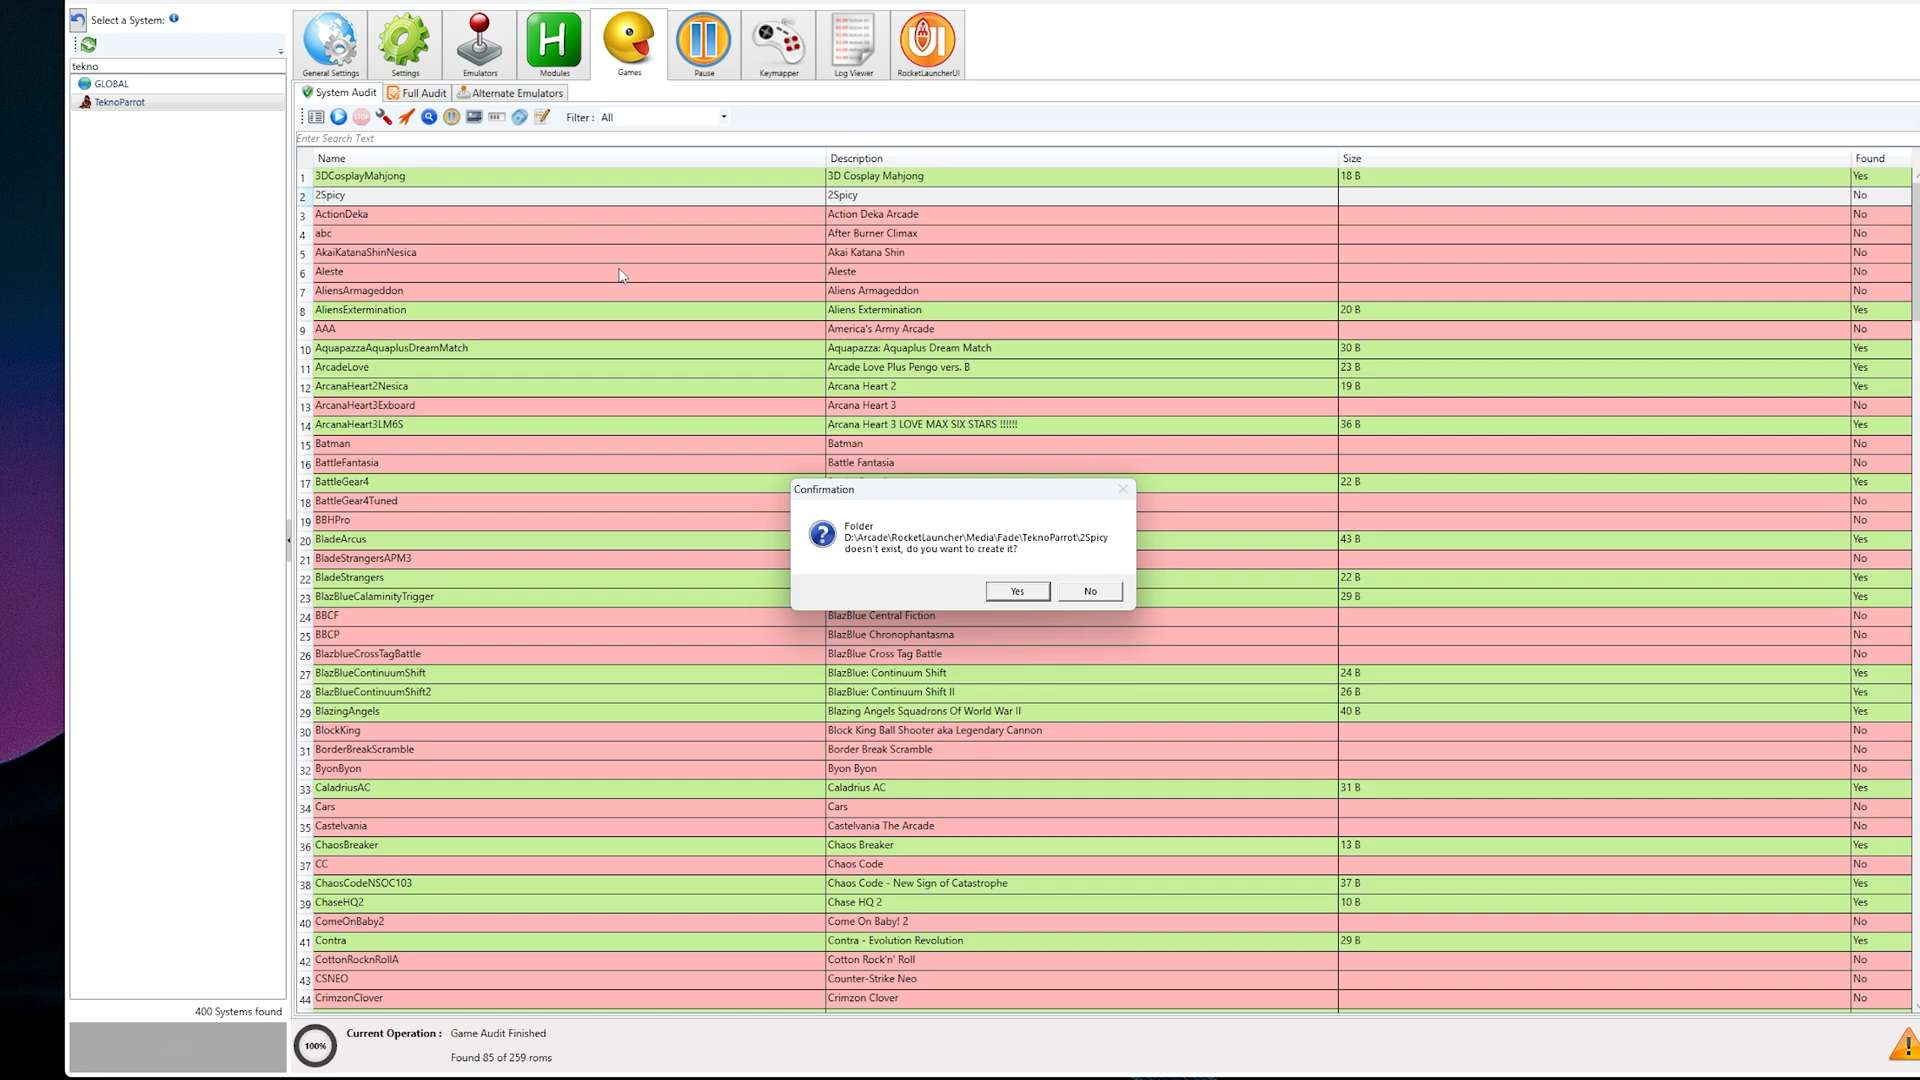 Select a System:
tekno
GLOBAL
TeknoParrot
400 Systems found
General Settings
Settings
Emulators
Modules
Games
Pause
Keymapper
Log Viewer
RocketLauncherUI
System Audit
Full Audit
Alternate Emulators
Filter : All
Enter Search Text
Name Description Size Found
1 3DCosplayMahjong 3D Cosplay Mahjong 18 B Yes
2 2Spicy 2Spicy No
3 ActionDeka Action Deka Arcade No
4 abc After Burner Climax No
5 AkaiKatanaShinNesica Akai Katana Shin No
6 Aleste Aleste No
7 AliensArmageddon Aliens Armageddon No
8 AliensExtermination Aliens Extermination 20 B Yes
9 AAA America's Army Arcade No
10 AquapazzaAquaplusDreamMatch Aquapazza: Aquaplus Dream Match 30 B Yes
11 ArcadeLove Arcade Love Plus Pengo vers. B 23 B Yes
12 ArcanaHeart2Nesica Arcana Heart 2 19 B Yes
13 ArcanaHeart3Exboard Arcana Heart 3 No
14 ArcanaHeart3LM6S Arcana Heart 3 LOVE MAX SIX STARS !!!!!! 36 B Yes
15 Batman Batman No
16 BattleFantasia Battle Fantasia No
17 BattleGear4 22 B Yes
18 BattleGear4Tuned No
19 BBHPro No
20 BladeArcus 43 B Yes
21 BladeStrangersAPM3 No
22 BladeStrangers 22 B Yes
23 BlazBlueCalaminityTrigger 29 B Yes
24 BBCF BlazBlue Central Fiction No
25 BBCP BlazBlue Chronophantasma No
26 BlazblueCrossTagBattle BlazBlue Cross Tag Battle No
27 BlazBlueContinuumShift BlazBlue: Continuum Shift 24 B Yes
28 BlazBlueContinuumShift2 BlazBlue: Continuum Shift II 26 B Yes
29 BlazingAngels Blazing Angels Squadrons Of World War II 40 B Yes
30 BlockKing Block King Ball Shooter aka Legendary Cannon No
31 BorderBreakScramble Border Break Scramble No
32 ByonByon Byon Byon No
33 CaladriusAC Caladrius AC 31 B Yes
34 Cars Cars No
35 Castelvania Castelvania The Arcade No
36 ChaosBreaker Chaos Breaker 13 B Yes
37 CC Chaos Code No
38 ChaosCodeNSOC103 Chaos Code - New Sign of Catastrophe 37 B Yes
39 ChaseHQ2 Chase HQ 2 10 B Yes
40 ComeOnBaby2 Come On Baby! 2 No
41 Contra Contra - Evolution Revolution 29 B Yes
42 CottonRocknRollA Cotton Rock'n' Roll No
43 CSNEO Counter-Strike Neo No
44 CrimzonClover Crimzon Clover No
Confirmation
Folder
D:\Arcade\RocketLauncher\Media\Fade\TeknoParrot\2Spicy
doesn't exist, do you want to create it?
Yes
No
100%
Current Operation : Game Audit Finished
Found 85 of 259 roms